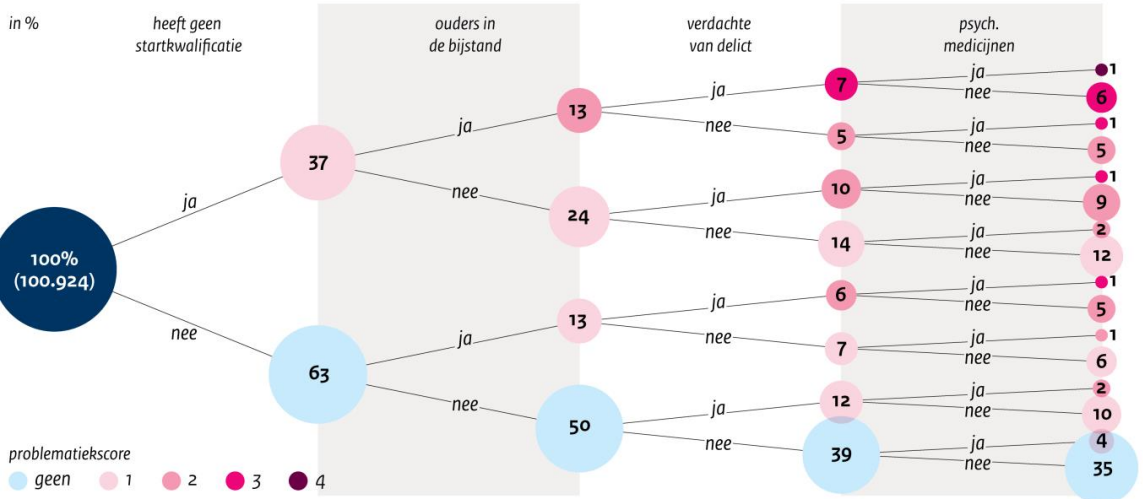 in %
heeft geen
startkwalificatie
ouders in
de bijstand
verdachte
van delict
psych.
medicijnen
100%
(100.924)
ja
nee
37
63
ja
nee
ja
nee
13
24
13
50
ja
nee
ja
nee
ja
nee
ja
nee
7
5
10
14
6
7
12
39
ja
nee
ja
nee
ja
nee
ja
nee
ja
nee
ja
nee
ja
nee
ja
nee
1
6
1
5
1
9
2
12
1
5
1
6
2
10
4
35
problematiekscore
geen 1 2 3 4